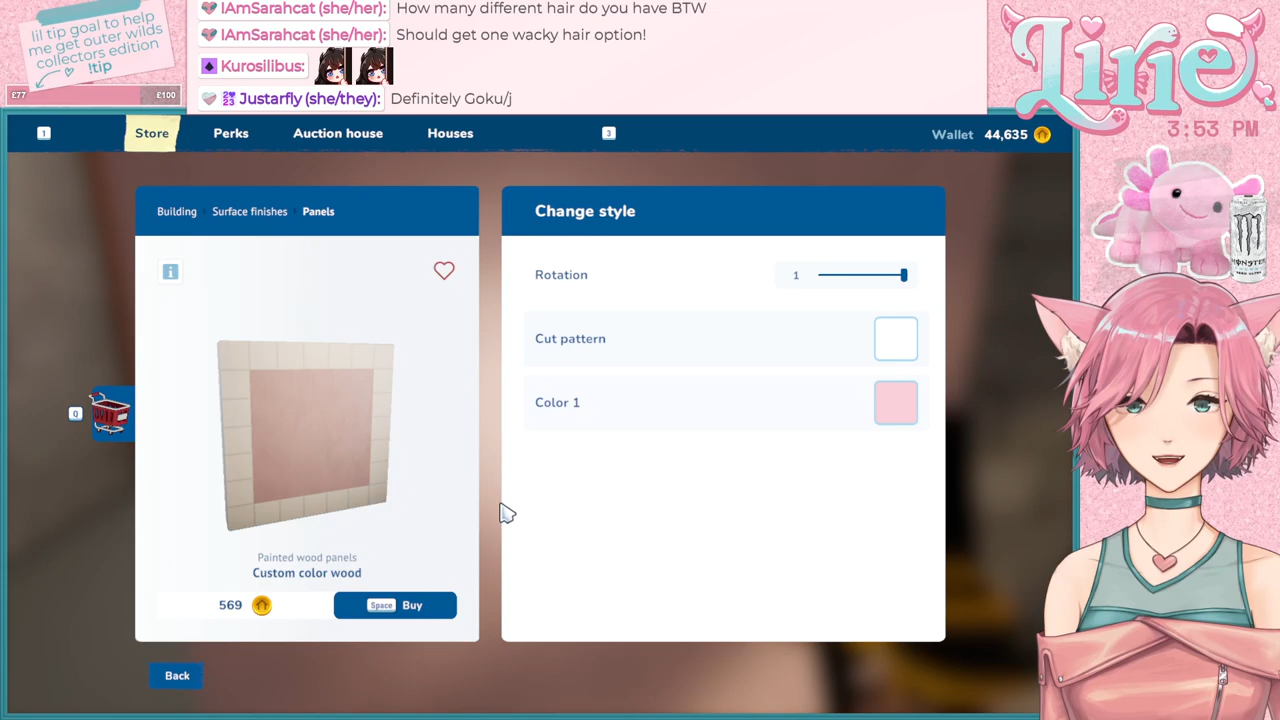 lil tip goal to help
me get outer wilds
collectors edition
!tip
£77 £100
IAmSarahcat (she/her): How many different hair do you have BTW
IAmSarahcat (she/her): Should get one wacky hair option!
Kurosilibus:
Justarfly (she/they): Definitely Goku/j
Lirie
3:53 PM
1 Store Perks Auction house Houses 3 Wallet 44,635
Building Surface finishes Panels
Change style
Rotation 1
Cut pattern
Color 1
Q
Painted wood panels
Custom color wood
569 Space Buy
Back
MONSTER